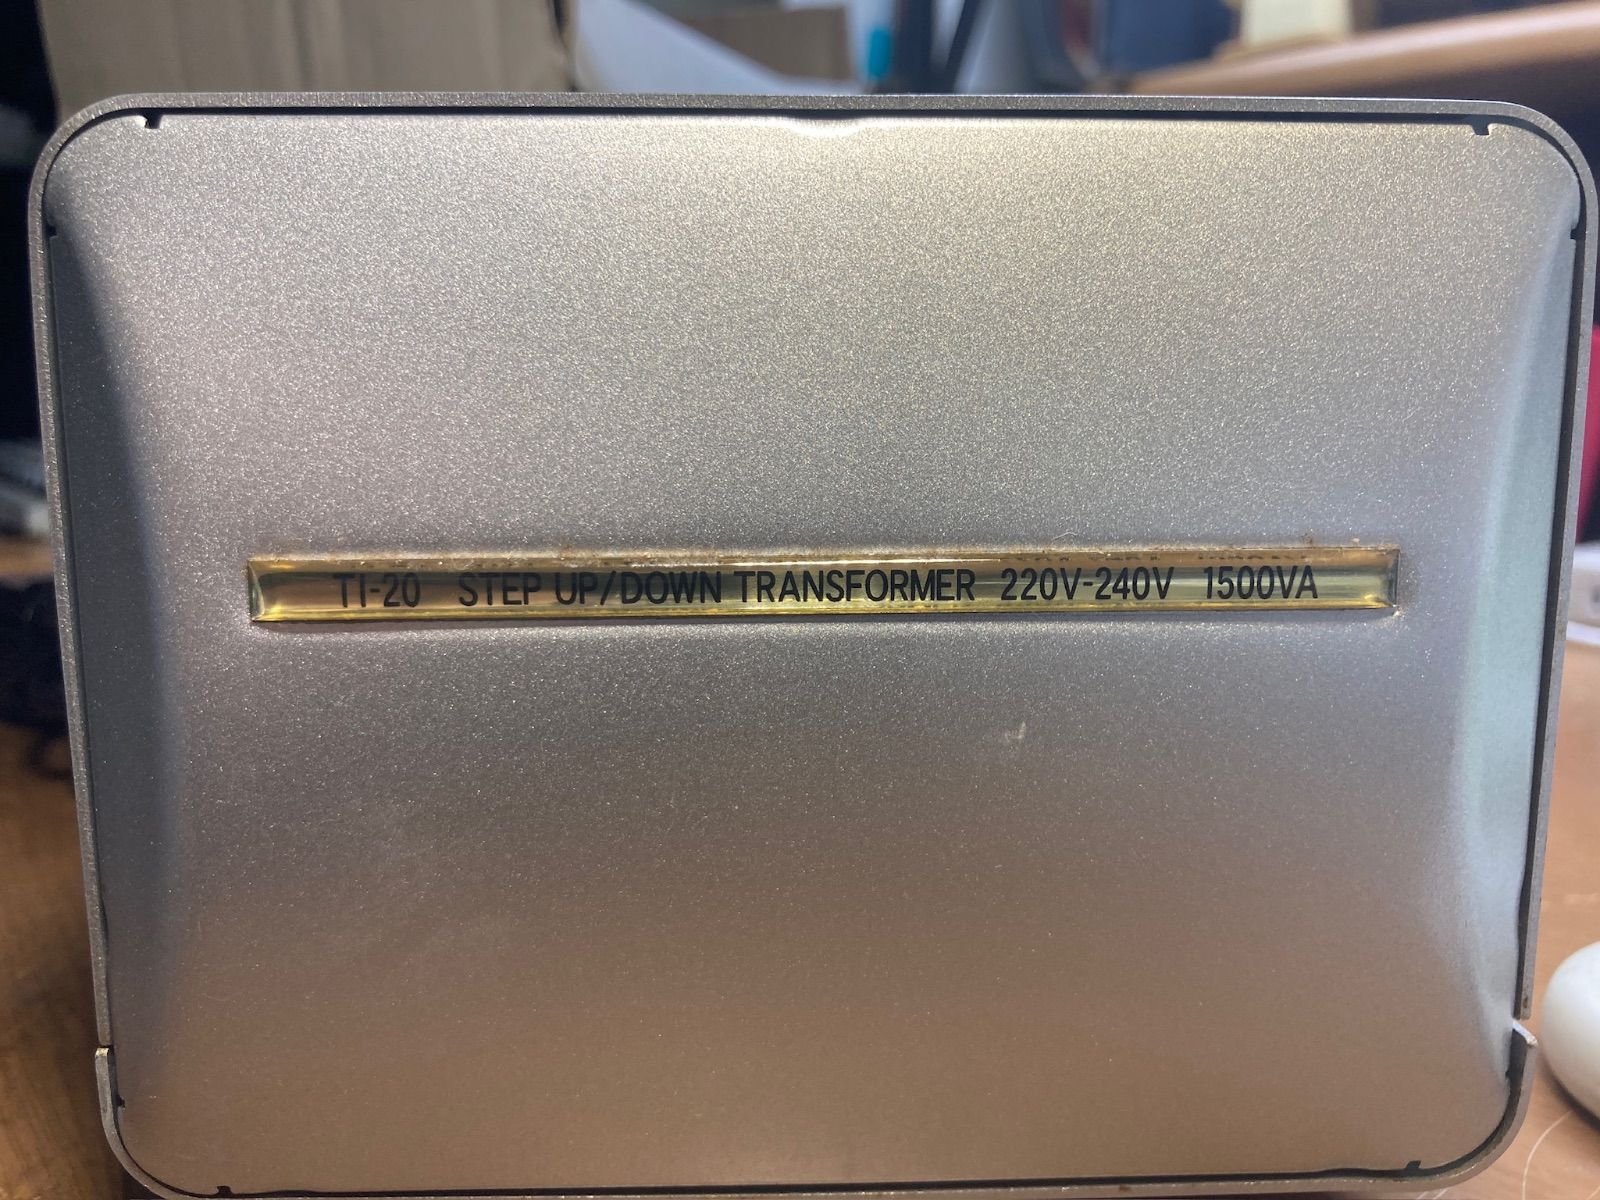 TI-20 STEP UP/DOWN TRANSFORMER 220V-240V 1500VA